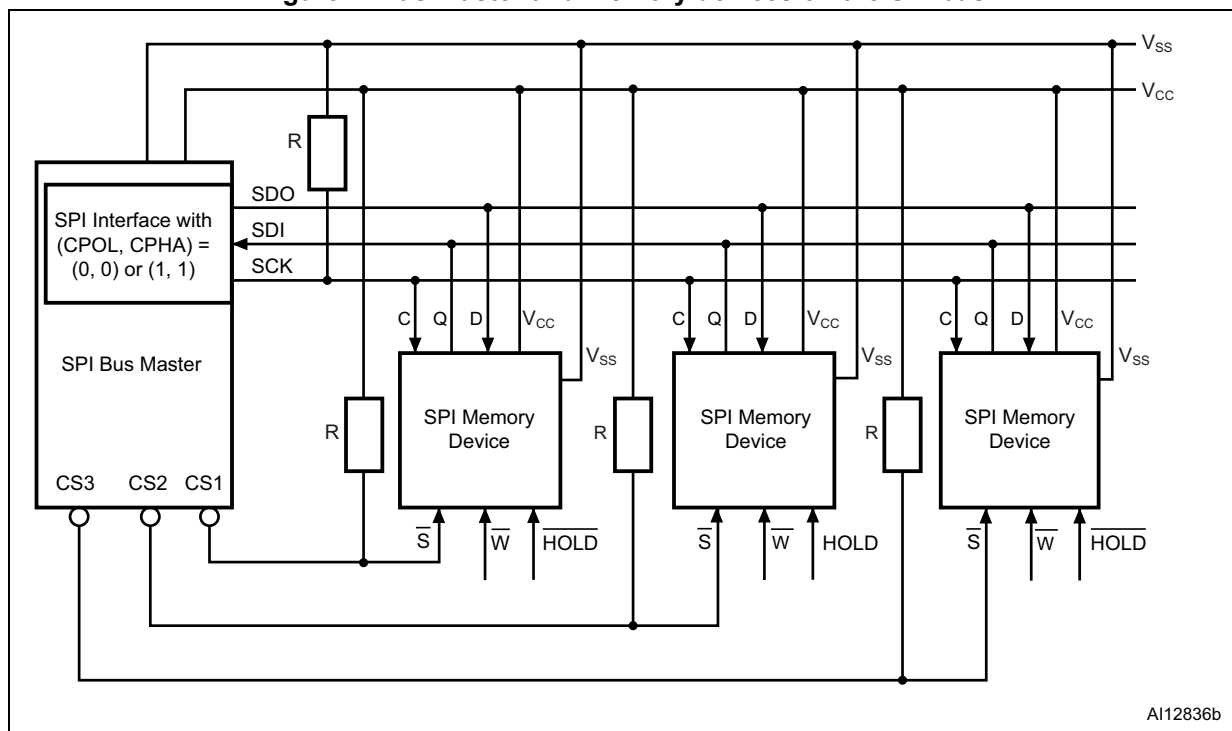 VSS
VCC
R
SDO
SPI Interface with
(CPOL, CPHA) =
(0, 0) or (1, 1)
SDI
SCK
SPI Bus Master
C Q D VCC
VSS
C Q D VCC
VSS
C Q D VCC
VSS
R
SPI Memory
Device
R
SPI Memory
Device
R
SPI Memory
Device
CS3 CS2 CS1
S̅ W̅ H̅O̅L̅D̅
S̅ W̅ HOLD
S̅ W̅ H̅O̅L̅D̅
AI12836b